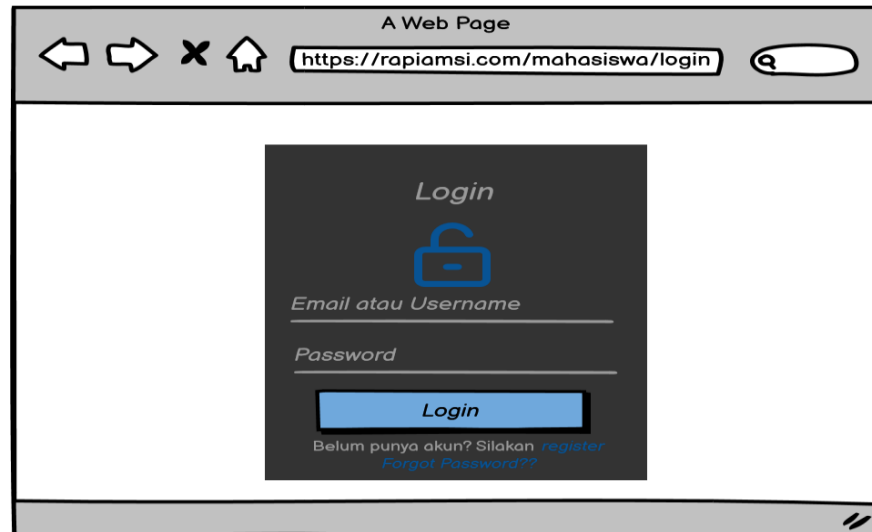 A Web Page
https://rapiamsi.com/mahasiswa/login
Login
Email atau Username
Password
Login
Belum punya akun? Silakan register
Forgot Password??